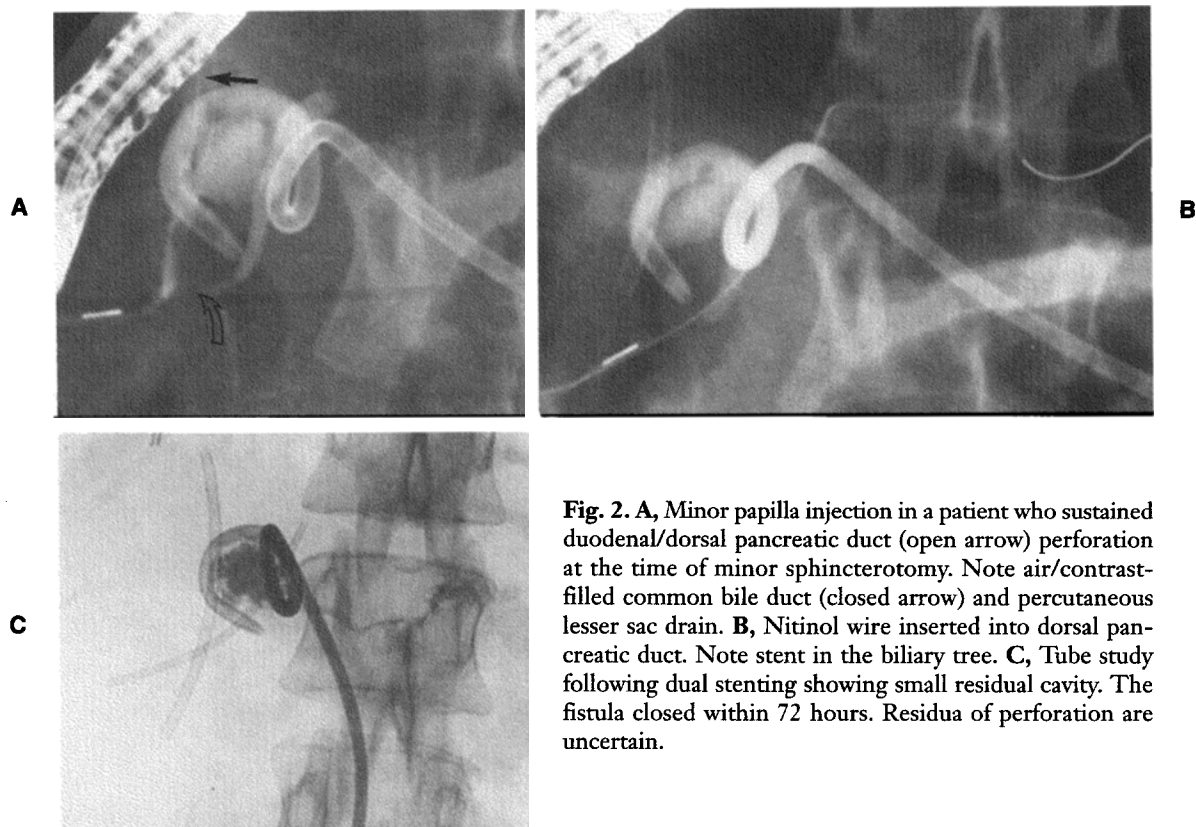 A
B
C
Fig. 2. A, Minor papilla injection in a patient who sustained
duodenal/dorsal pancreatic duct (open arrow) perforation
at the time of minor sphincterotomy. Note air/contrast-
filled common bile duct (closed arrow) and percutaneous
lesser sac drain. B, Nitinol wire inserted into dorsal pan-
creatic duct. Note stent in the biliary tree. C, Tube study
following dual stenting showing small residual cavity. The
fistula closed within 72 hours. Residua of perforation are
uncertain.